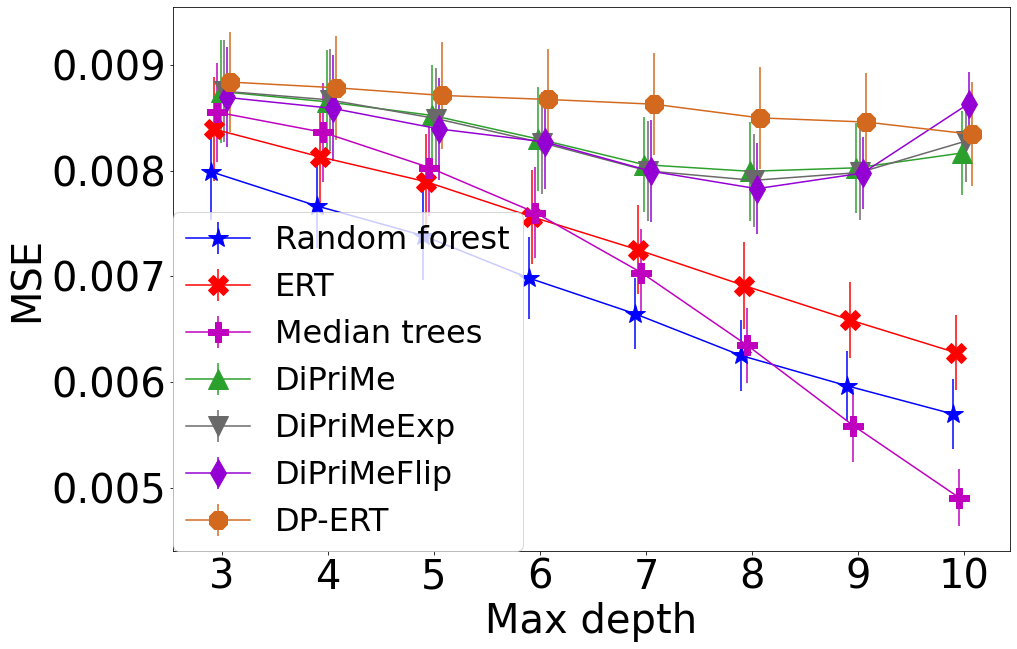 MSE
0.009
0.008
0.007
0.006
0.005
Random forest
ERT
Median trees
DiPriMe
DiPriMeExp
DiPriMeFlip
DP-ERT
3 4 5 6 7 8 9 10
Max depth